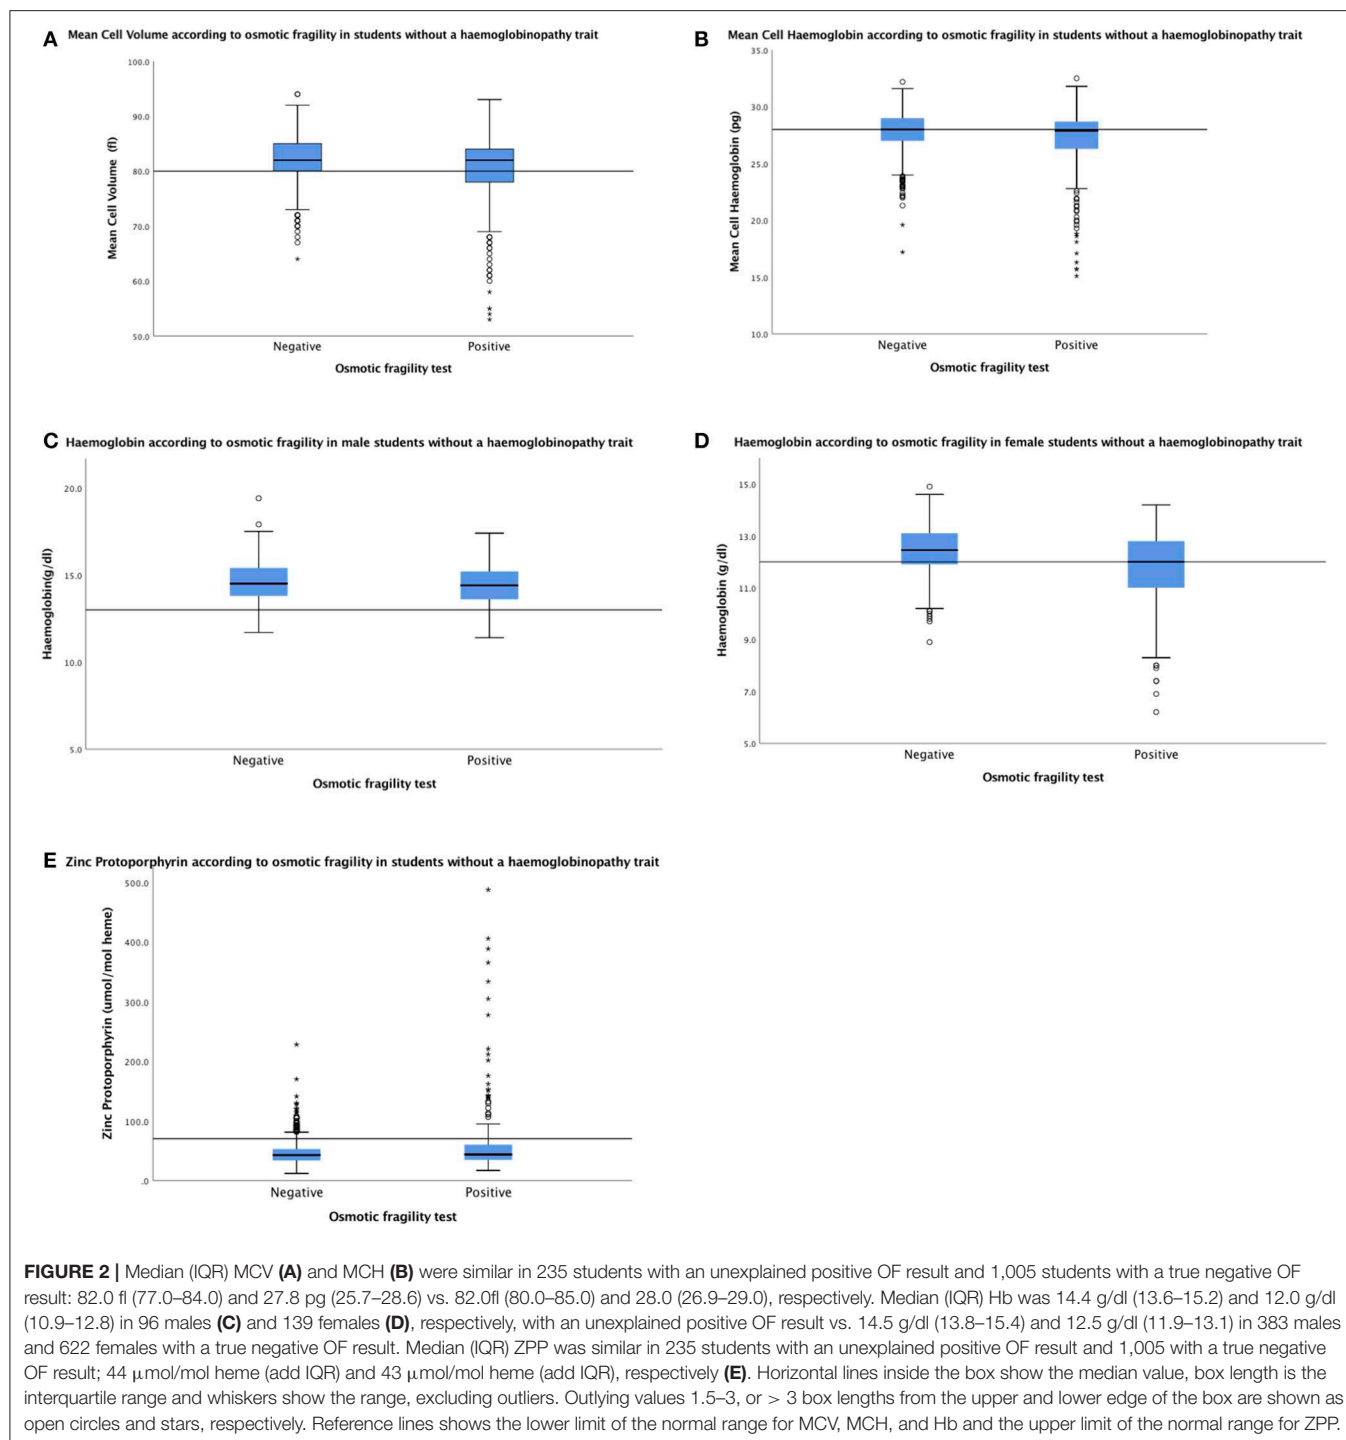 A Mean Cell Volume according to osmotic fragility in students without a haemoglobinopathy trait
100.0
90.0
80.0
70.0
60.0
50.0
Mean Cell Volume (fl)
Negative Positive
Osmotic fragility test
B Mean Cell Haemoglobin according to osmotic fragility in students without a haemoglobinopathy trait
35.0
30.0
25.0
20.0
15.0
10.0
Mean Cell Haemoglobin (pg)
Negative Positive
Osmotic fragility test
C Haemoglobin according to osmotic fragility in male students without a haemoglobinopathy trait
20.0
15.0
10.0
5.0
Haemoglobin(g/dl)
Negative Positive
Osmotic fragility test
D Haemoglobin according to osmotic fragility in female students without a haemoglobinopathy trait
15.0
13.0
11.0
9.0
7.0
5.0
Haemoglobin (g/dl)
Negative Positive
Osmotic fragility test
E Zinc Protoporphyrin according to osmotic fragility in students without a haemoglobinopathy trait
500.0
400.0
300.0
200.0
100.0
.0
Zinc Protoporphyrin (umol/mol heme)
Negative Positive
Osmotic fragility test
FIGURE 2 | Median (IQR) MCV (A) and MCH (B) were similar in 235 students with an unexplained positive OF result and 1,005 students with a true negative OF
result: 82.0 fl (77.0–84.0) and 27.8 pg (25.7–28.6) vs. 82.0fl (80.0–85.0) and 28.0 (26.9–29.0), respectively. Median (IQR) Hb was 14.4 g/dl (13.6–15.2) and 12.0 g/dl
(10.9–12.8) in 96 males (C) and 139 females (D), respectively, with an unexplained positive OF result vs. 14.5 g/dl (13.8–15.4) and 12.5 g/dl (11.9–13.1) in 383 males
and 622 females with a true negative OF result. Median (IQR) ZPP was similar in 235 students with an unexplained positive OF result and 1,005 with a true negative
OF result; 44 μmol/mol heme (add IQR) and 43 μmol/mol heme (add IQR), respectively (E). Horizontal lines inside the box show the median value, box length is the
interquartile range and whiskers show the range, excluding outliers. Outlying values 1.5–3, or > 3 box lengths from the upper and lower edge of the box are shown as
open circles and stars, respectively. Reference lines shows the lower limit of the normal range for MCV, MCH, and Hb and the upper limit of the normal range for ZPP.